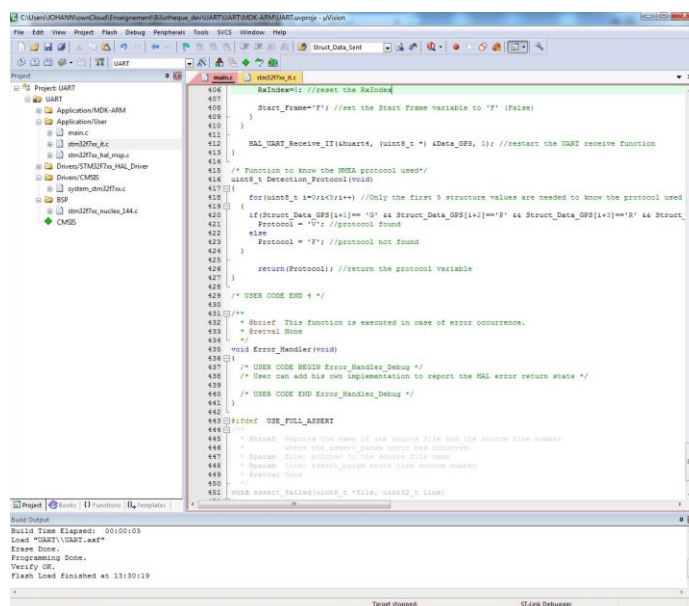 C:\Users\JOHANN\ownCloud\Enseignement\Bibliotheque_dev\UART\UART\MDK-ARM\UART.uvprojx - µVision
File Edit View Project Flash Debug Peripherals Tools SVCS Window Help
Struct_Data_Sent
UART
Project
main.c stm32f7xx_it.c
Project: UART
UART
Application/MDK-ARM
Application/User
main.c
stm32f7xx_it.c
stm32f7xx_hal_msp.c
Drivers/STM32F7xx_HAL_Driver
Drivers/CMSIS
system_stm32f7xx.c
BSP
stm32f7xx_nucleo_144.c
CMSIS
406 RxIndex=0; //reset the RxIndex
407
408 Start_Frame='F'; //set the Start Frame variable to 'F' (False)
409 }
410 }
411
412 HAL_UART_Receive_IT(&huart4, (uint8_t *) &Data_GPS, 1); //restart the UART receive function
413 }
414
415 /* Function to know the NMEA protocol used*/
416 uint8_t Detection_Protocol(void)
417 {
418 for(uint8_t i=0;i<5;i++) //Only the first 5 structure values are needed to know the protocol used
419 {
420 if(Struct_Data_GPS[i+1]== 'G' && Struct_Data_GPS[i+2]=='P' && Struct_Data_GPS[i+3]=='R' && Struct_
421 Protocol = 'V'; //protocol found
422 else
423 Protocol = 'F'; //protocol not found
424 }
425
426 return(Protocol); //return the protocol variable
427 }
428
429 /* USER CODE END 4 */
430
431 /**
432 * @brief This function is executed in case of error occurrence.
433 * @retval None
434 */
435 void Error_Handler(void)
436 {
437 /* USER CODE BEGIN Error_Handler_Debug */
438 /* User can add his own implementation to report the HAL error return state */
439
440 /* USER CODE END Error_Handler_Debug */
441 }
442
443 #ifdef USE_FULL_ASSERT
444 /**
445 * @brief Reports the name of the source file and the source line number
446 * where the assert_param error has occurred.
447 * @param file: pointer to the source file name
448 * @param line: assert_param error line source number
449 * @retval None
450 */
451 void assert_failed(uint8_t *file, uint32_t line)
Project Books Functions Templates
Build Output
Build Time Elapsed: 00:00:03
Load "UART\\UART.axf"
Erase Done.
Programming Done.
Verify OK.
Flash Load finished at 13:30:19
Target stopped. ST-Link Debugger